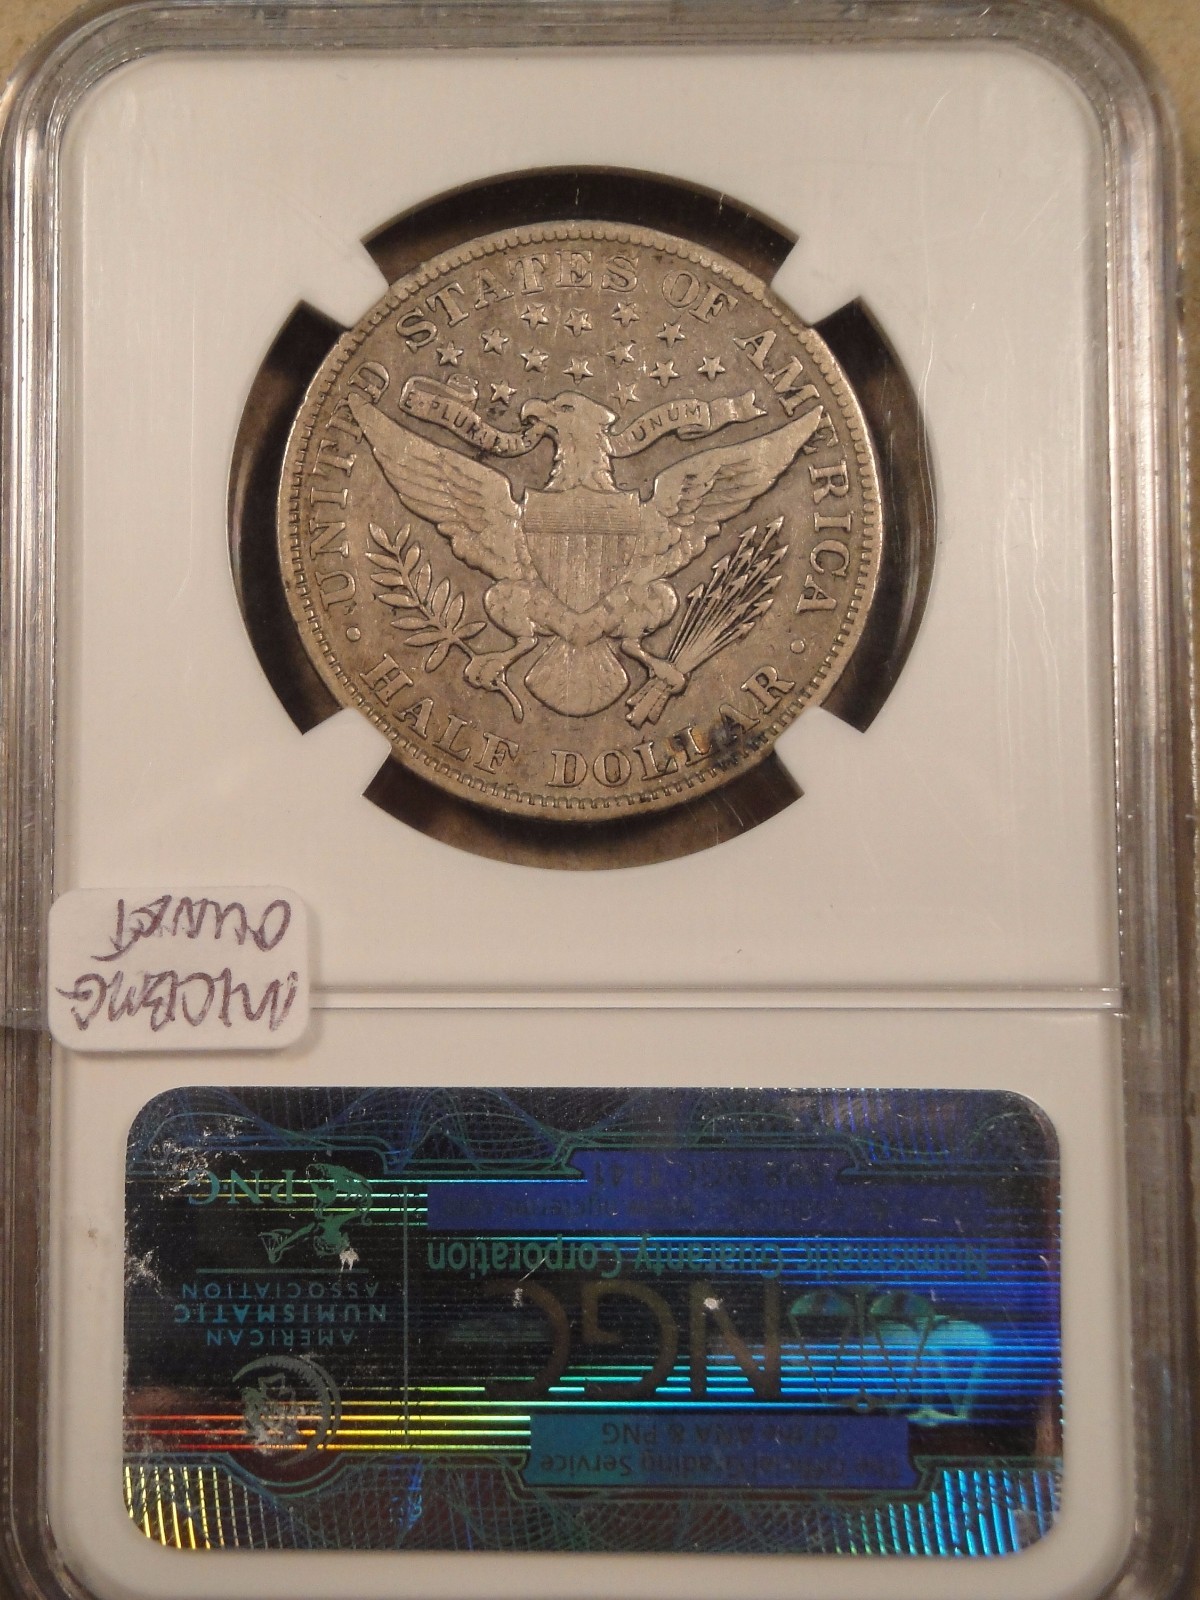 UNITED STATES OF AMERICA
E PLURIBUS UNUM
HALF DOLLAR
The Official Grading Service
of the ANA & PNG
NGC
Numismatic Guaranty Corporation
AMERICAN
NUMISMATIC
ASSOCIATION
PNG